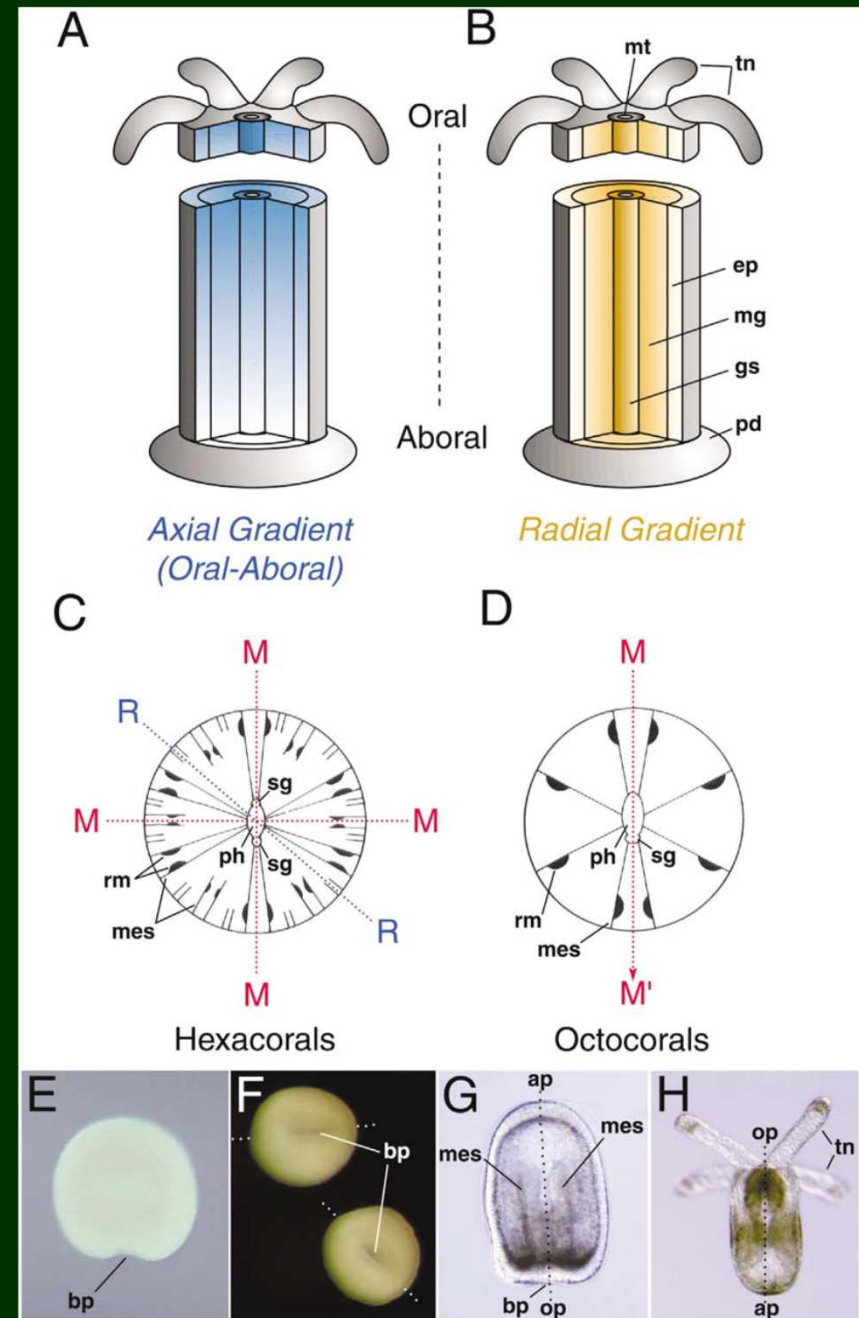 A
B
mt
tn
Oral
ep
mg
gs
pd
Aboral
Axial Gradient
(Oral-Aboral)
Radial Gradient
C
D
M
M
R
sg
M
M
ph
sg
ph
sg
rm
rm
mes
mes
R
M
M'
Hexacorals
Octocorals
E
F
G
H
ap
bp
mes
mes
op
tn
bp
bp
op
ap